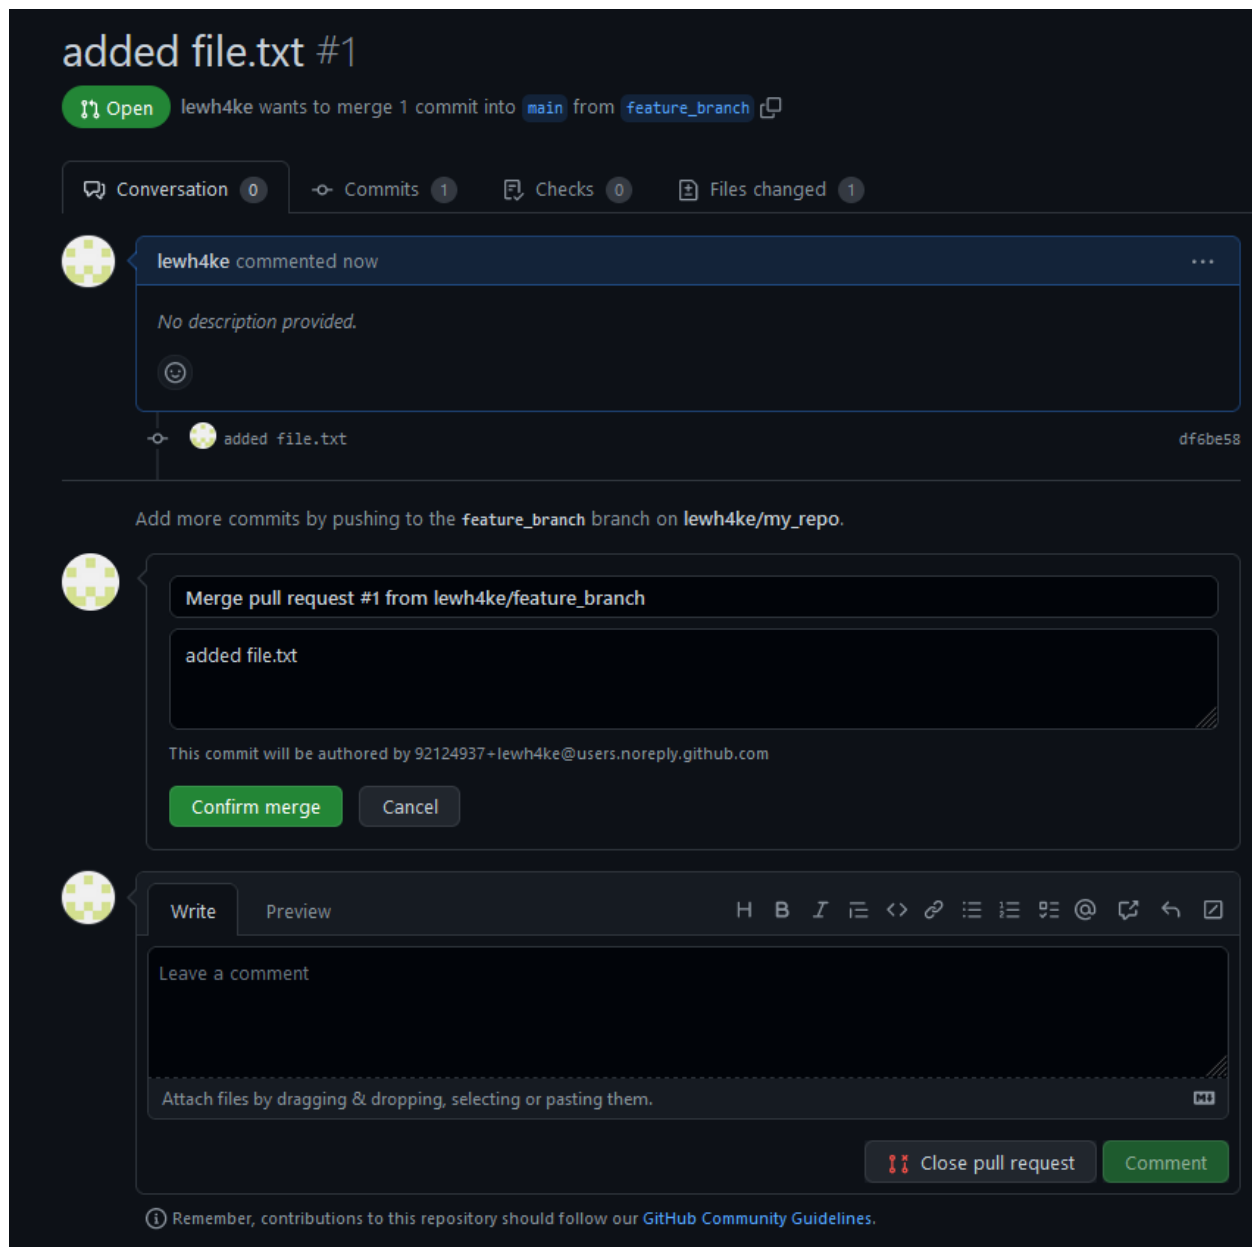 added file.txt #1
Open lewh4ke wants to merge 1 commit into main from feature_branch
Conversation 0 Commits 1 Checks 0 Files changed 1
lewh4ke commented now
No description provided.
added file.txt df6be58
Add more commits by pushing to the feature_branch branch on lewh4ke/my_repo.
Merge pull request #1 from lewh4ke/feature_branch
added file.txt
This commit will be authored by 92124937+lewh4ke@users.noreply.github.com
Confirm merge Cancel
Write Preview
Leave a comment
Attach files by dragging & dropping, selecting or pasting them.
Close pull request Comment
Remember, contributions to this repository should follow our GitHub Community Guidelines.